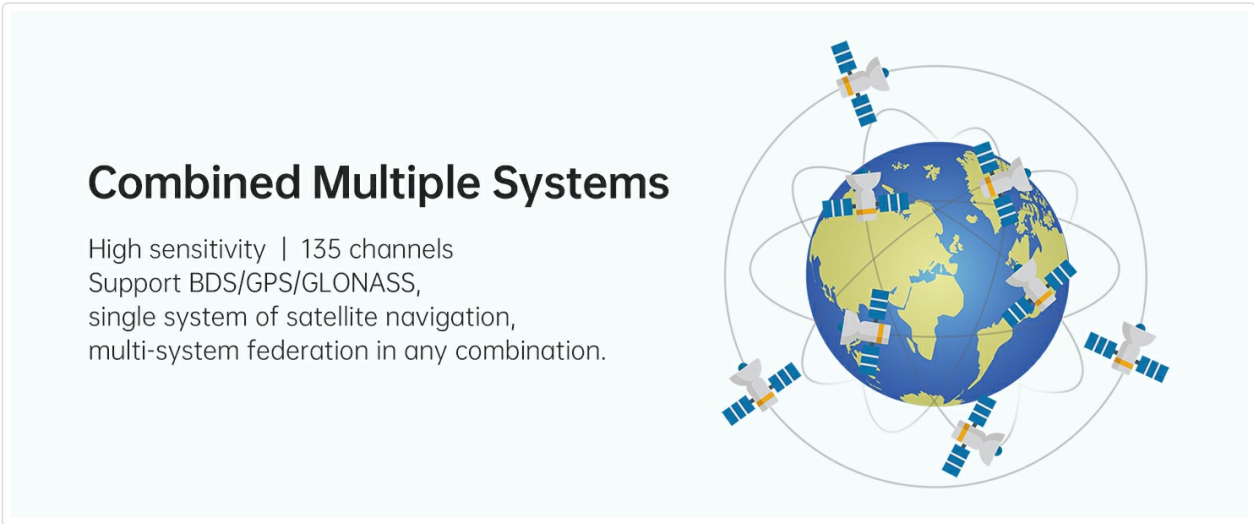 Combined Multiple Systems
High sensitivity | 135 channels
Support BDS/GPS/GLONASS,
single system of satellite navigation,
multi-system federation in any combination.